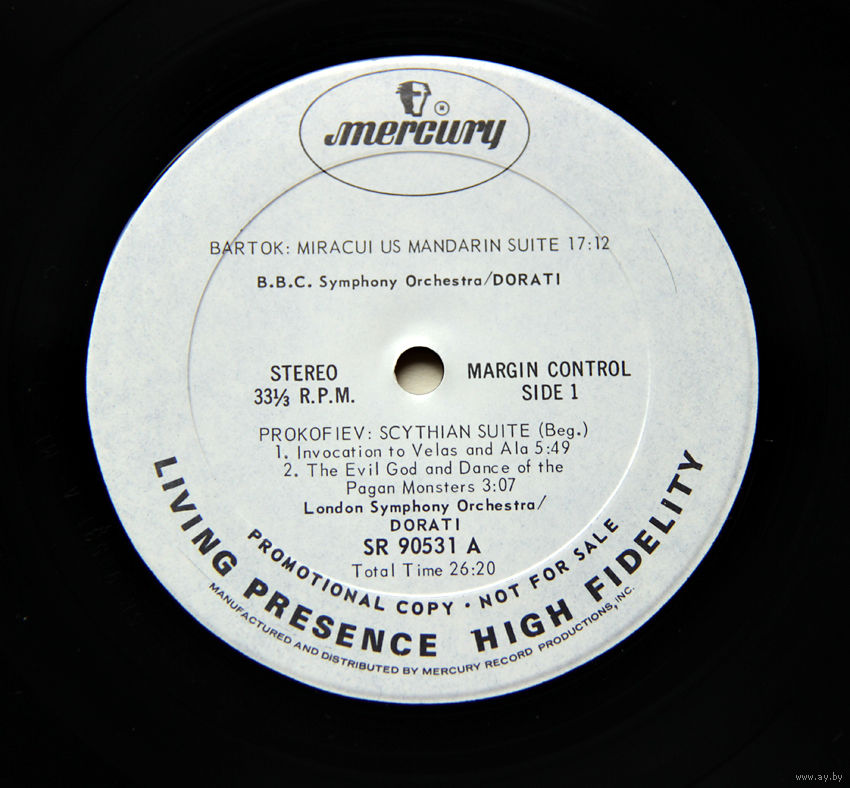 mercury
®
BARTOK: MIRACUI US MANDARIN SUITE 17:12
B.B.C. Symphony Orchestra/DORATI
STEREO
33⅓ R.P.M.
MARGIN CONTROL
SIDE 1
PROKOFIEV: SCYTHIAN SUITE (Beg.)
1. Invocation to Velas and Ala 5:49
2. The Evil God and Dance of the
Pagan Monsters 3:07
London Symphony Orchestra/
DORATI
SR 90531 A
Total Time 26:20
PROMOTIONAL COPY · NOT FOR SALE
LIVING PRESENCE HIGH FIDELITY
MANUFACTURED AND DISTRIBUTED BY MERCURY RECORD PRODUCTIONS, INC.
www.ay.by